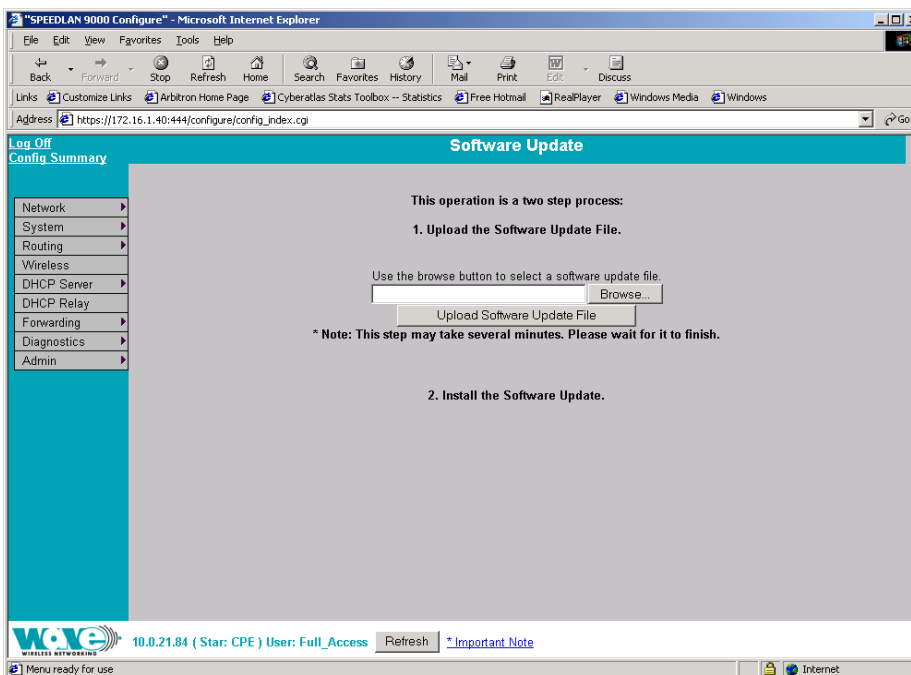 "SPEEDLAN 9000 Configure" - Microsoft Internet Explorer
File Edit View Favorites Tools Help
Back Forward Stop Refresh Home Search Favorites History Mail Print Edit Discuss
Links Customize Links Arbitron Home Page Cyberatlas Stats Toolbox -- Statistics Free Hotmail RealPlayer Windows Media Windows
Address https://172.16.1.40:444/configure/config_index.cgi Go
Log Off
Config Summary
Software Update
Network
System
Routing
Wireless
DHCP Server
DHCP Relay
Forwarding
Diagnostics
Admin
This operation is a two step process:
1. Upload the Software Update File.
Use the browse button to select a software update file.
Browse...
Upload Software Update File
* Note: This step may take several minutes. Please wait for it to finish.
2. Install the Software Update.
WAVE
WIRELESS NETWORKING
10.0.21.84 ( Star: CPE ) User: Full_Access Refresh * Important Note
Menu ready for use Internet